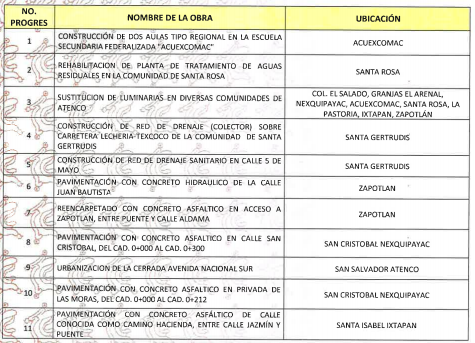 NO. PROGRES
NOMBRE DE LA OBRA
UBICACIÓN
1
CONSTRUCCIÓN DE DOS AULAS TIPO REGIONAL EN LA ESCUELA
SECUNDARIA FEDERALIZADA "ACUEXCOMAC"
ACUEXCOMAC
2
REHABILITACION DE PLANTA DE TRATAMIENTO DE AGUAS
RESIDUALES EN LA COMUNIDAD DE SANTA ROSA
SANTA ROSA
3
SUSTITUCIÓN DE LUMINARIAS EN DIVERSAS COMUNIDADES DE
ATENCO
COL. EL SALADO, GRANJAS EL ARENAL,
NEXQUIPAYAC, ACUEXCOMAC, SANTA ROSA, LA
PASTORIA, IXTAPAN, ZAPOTLÁN
4
CONSTRUCCIÓN DE RED DE DRENAJE (COLECTOR) SOBRE
CARRETERA LECHERIA-TEXCOCO DE LA COMUNIDAD DE SANTA
GERTRUDIS
SANTA GERTRUDIS
5
CONSTRUCCIÓN DE RED DE DRENAJE SANITARIO EN CALLE 5 DE
MAYO
SANTA GERTRUDIS
6
PAVIMENTACIÓN CON CONCRETO HIDRAULICO DE LA CALLE
JUAN BAUTISTA
ZAPOTLAN
7
REENCARPETADO CON CONCRETO ASFALTICO EN ACCESO A
ZAPOTLAN, ENTRE PUENTE Y CALLE ALDAMA
ZAPOTLAN
8
PAVIMENTACIÓN CON CONCRETO ASFALTICO EN CALLE SAN
CRISTOBAL, DEL CAD. 0+000 AL CAD. 0+300
SAN CRISTOBAL NEXQUIPAYAC
9
URBANIZACION DE LA CERRADA AVENIDA NACIONAL SUR
SAN SALVADOR ATENCO
10
PAVIMENTACIÓN CON CONCRETO ASFALTICO EN PRIVADA DE
LAS MORAS, DEL CAD. 0+000 AL CAD. 0+212
SAN CRISTOBAL NEXQUIPAYAC
11
PAVIMENTACIÓN CON CONCRETO ASFÁLTICO DE CALLE
CONOCIDA COMO CAMINO HACIENDA, ENTRE CALLE JAZMÍN Y
PUENTE
SANTA ISABEL IXTAPAN